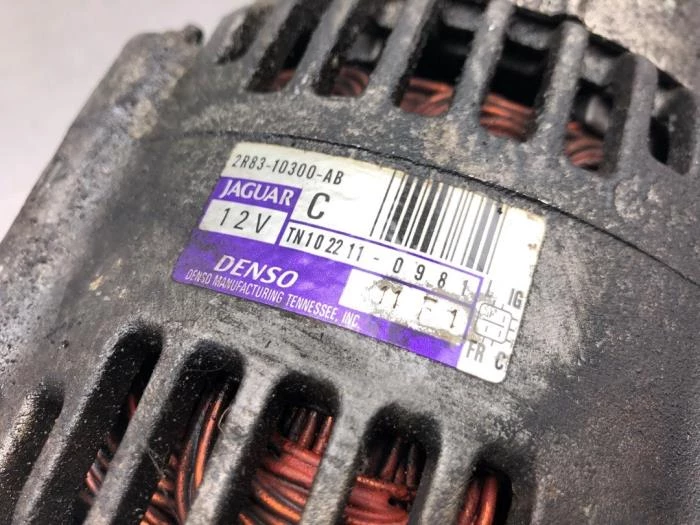 2R83-10300-AB
JAGUAR
C
12V
TN102211-0981
DENSO
DENSO MANUFACTURING TENNESSEE, INC.
L IG
FR C